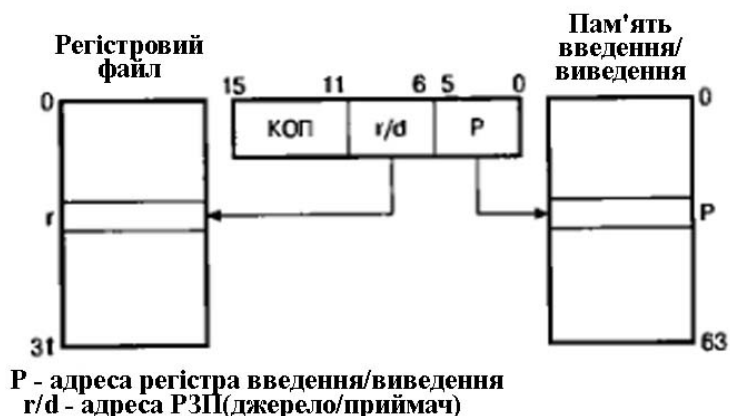 Регістровий
файл
Пам'ять
введення/
виведення
15 11 6 5 0
0
0
КОП r/d P
r
P
31
63
P - адреса регістра введення/виведення
r/d - адреса РЗП(джерело/приймач)